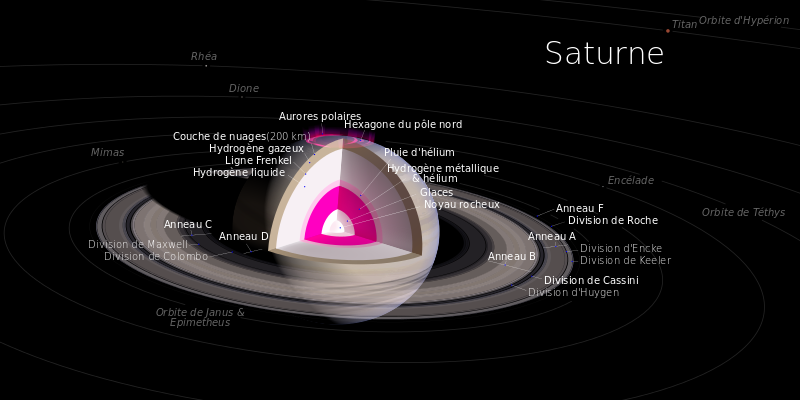 Titan
Orbite d'Hypérion
Saturne
Rhéa
Dione
Aurores polaires
Hexagone du pôle nord
Couche de nuages(200 km)
Hydrogène gazeux
Ligne Frenkel
Hydrogène liquide
Mimas
Pluie d'hélium
Hydrogène métallique
& hélium
Glaces
Noyau rocheux
Encélade
Orbite de Téthys
Anneau F
Division de Roche
Anneau C
Anneau D
Anneau A
Division de Maxwell
Division de Colombo
Division d'Encke
Division de Keeler
Anneau B
Division de Cassini
Division d'Huygen
Orbite de Janus &
Epimetheus